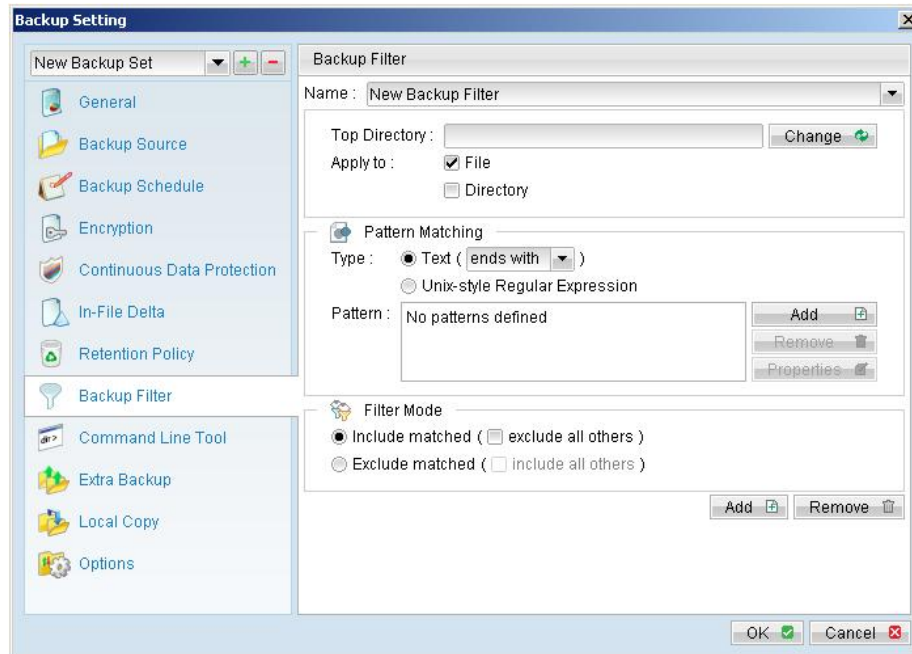 Backup Setting
New Backup Set
General
Backup Source
Backup Schedule
Encryption
Continuous Data Protection
In-File Delta
Retention Policy
Backup Filter
Command Line Tool
Extra Backup
Local Copy
Options
Backup Filter
Name : New Backup Filter
Top Directory : Change
Apply to : File
Directory
Pattern Matching
Type : Text ( ends with )
Unix-style Regular Expression
Pattern : No patterns defined
Add
Remove
Properties
Filter Mode
Include matched ( exclude all others )
Exclude matched ( include all others )
Add Remove
OK Cancel